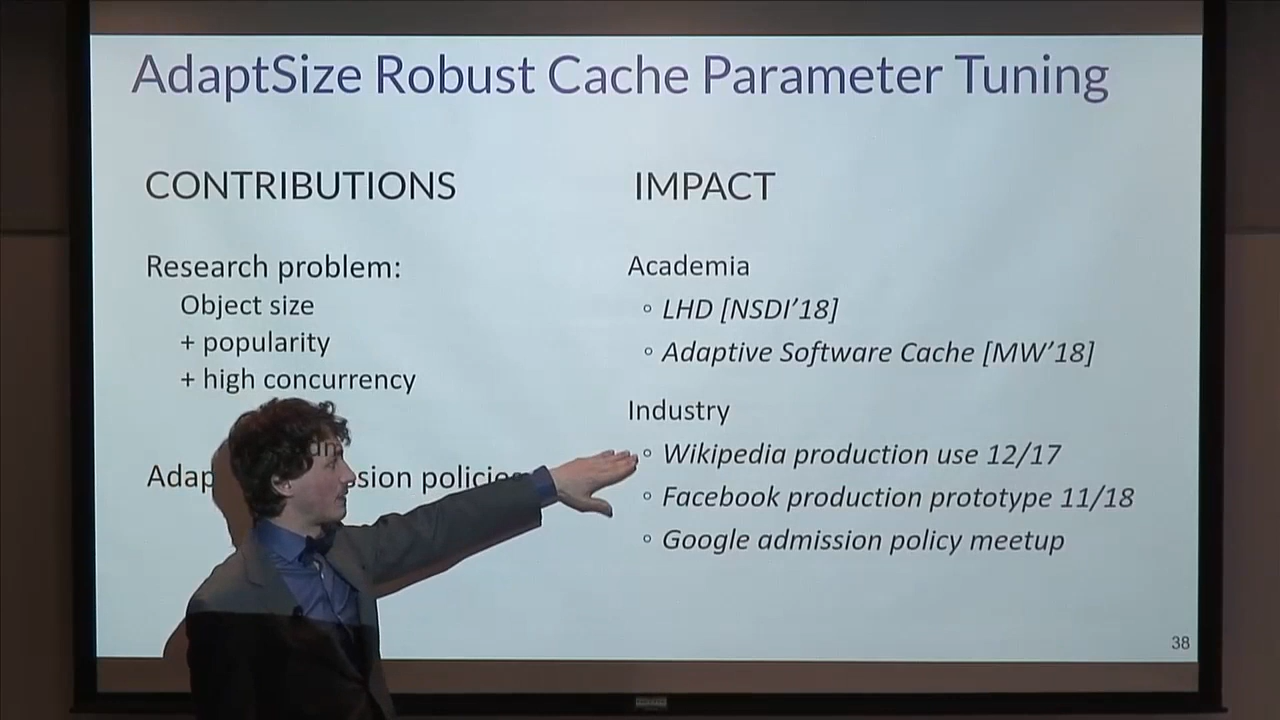 AdaptSize Robust Cache Parameter Tuning
CONTRIBUTIONS
Research problem:
Object size
+ popularity
+ high concurrency
sion policies
IMPACT
Academia
◦ LHD [NSDI’18]
◦ Adaptive Software Cache [MW’18]
Industry
◦ Wikipedia production use 12/17
◦ Facebook production prototype 11/18
◦ Google admission policy meetup
38